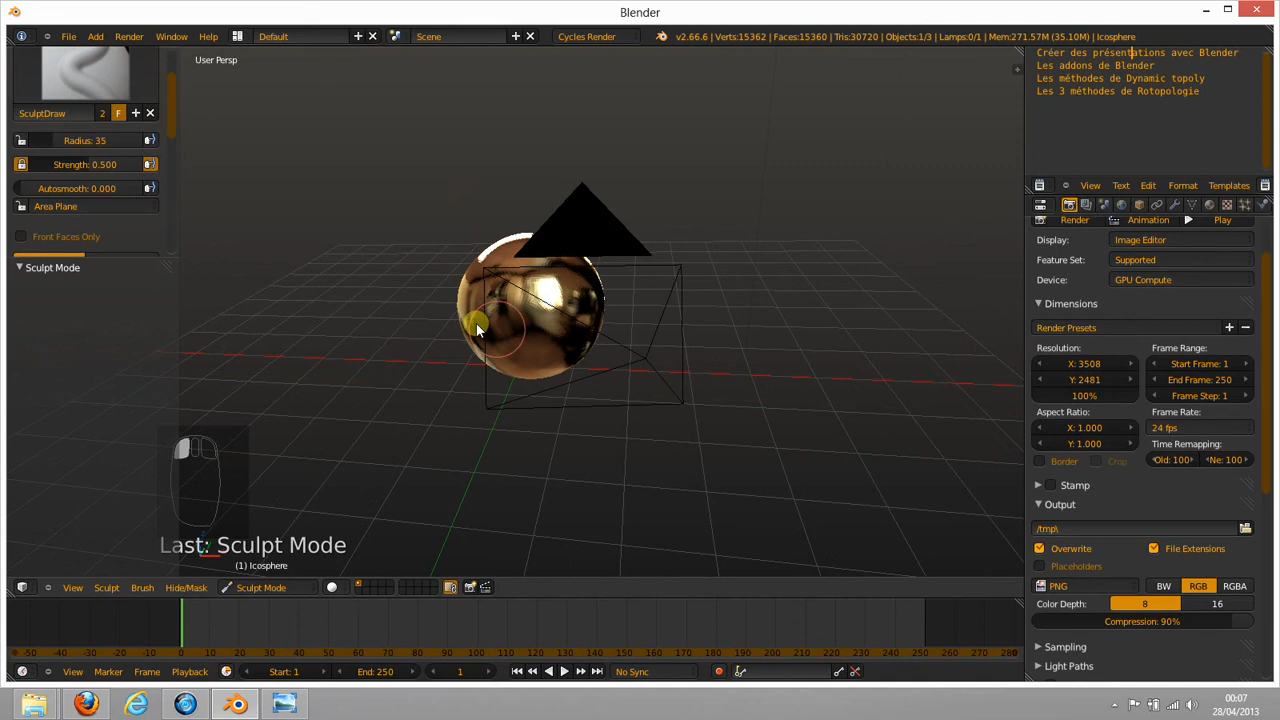 Blender
File Add Render Window Help Default Scene Cycles Render v2.66.6 | Verts:15362 | Faces:15360 | Tris:30720 | Objects:1/3 | Lamps:0/1 | Mem:271.57M (35.10M) | Icosphere
User Persp
SculptDraw 2 F
Radius: 35
Strength: 0.500
Autosmooth: 0.000
Area Plane
Front Faces Only
Sculpt Mode
Last: Sculpt Mode
(1) Icosphere
Créer des présentations avec Blender
Les addons de Blender
Les méthodes de Dynamic topoly
Les 3 méthodes de Rotopologie
View Text Edit Format Templates
Render Animation Play
Display: Image Editor
Feature Set: Supported
Device: GPU Compute
Dimensions
Render Presets
Resolution: Frame Range:
X: 3508 Start Frame: 1
Y: 2481 End Frame: 250
100% Frame Step: 1
Aspect Ratio: Frame Rate:
X: 1.000 24 fps
Y: 1.000 Time Remapping:
Border Crop Old: 100 Ne: 100
Stamp
Output
/tmp\
Overwrite File Extensions
Placeholders
PNG BW RGB RGBA
Color Depth: 8 16
Compression: 90%
Sampling
Light Paths
View Sculpt Brush Hide/Mask Sculpt Mode
-50 -40 -30 -20 -10 0 10 20 30 40 50 60 70 80 90 100 110 120 130 140 150 160 170 180 190 200 210 220 230 240 250 260 270 280
View Marker Frame Playback Start: 1 End: 250 1 No Sync
00:07
28/04/2013